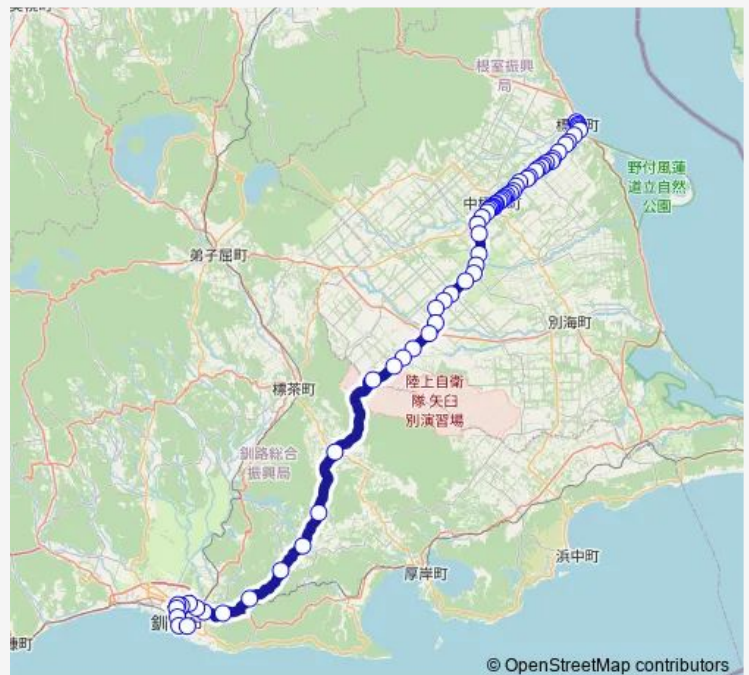 根室振興
局
標津町
野付風蓮
道立自然
公園
弟子屈町
別海町
標茶町
陸上自衛
隊 矢臼
別演習場
釧路総合
振興局
厚岸町
浜中町
釧
© OpenStreetMap contributors